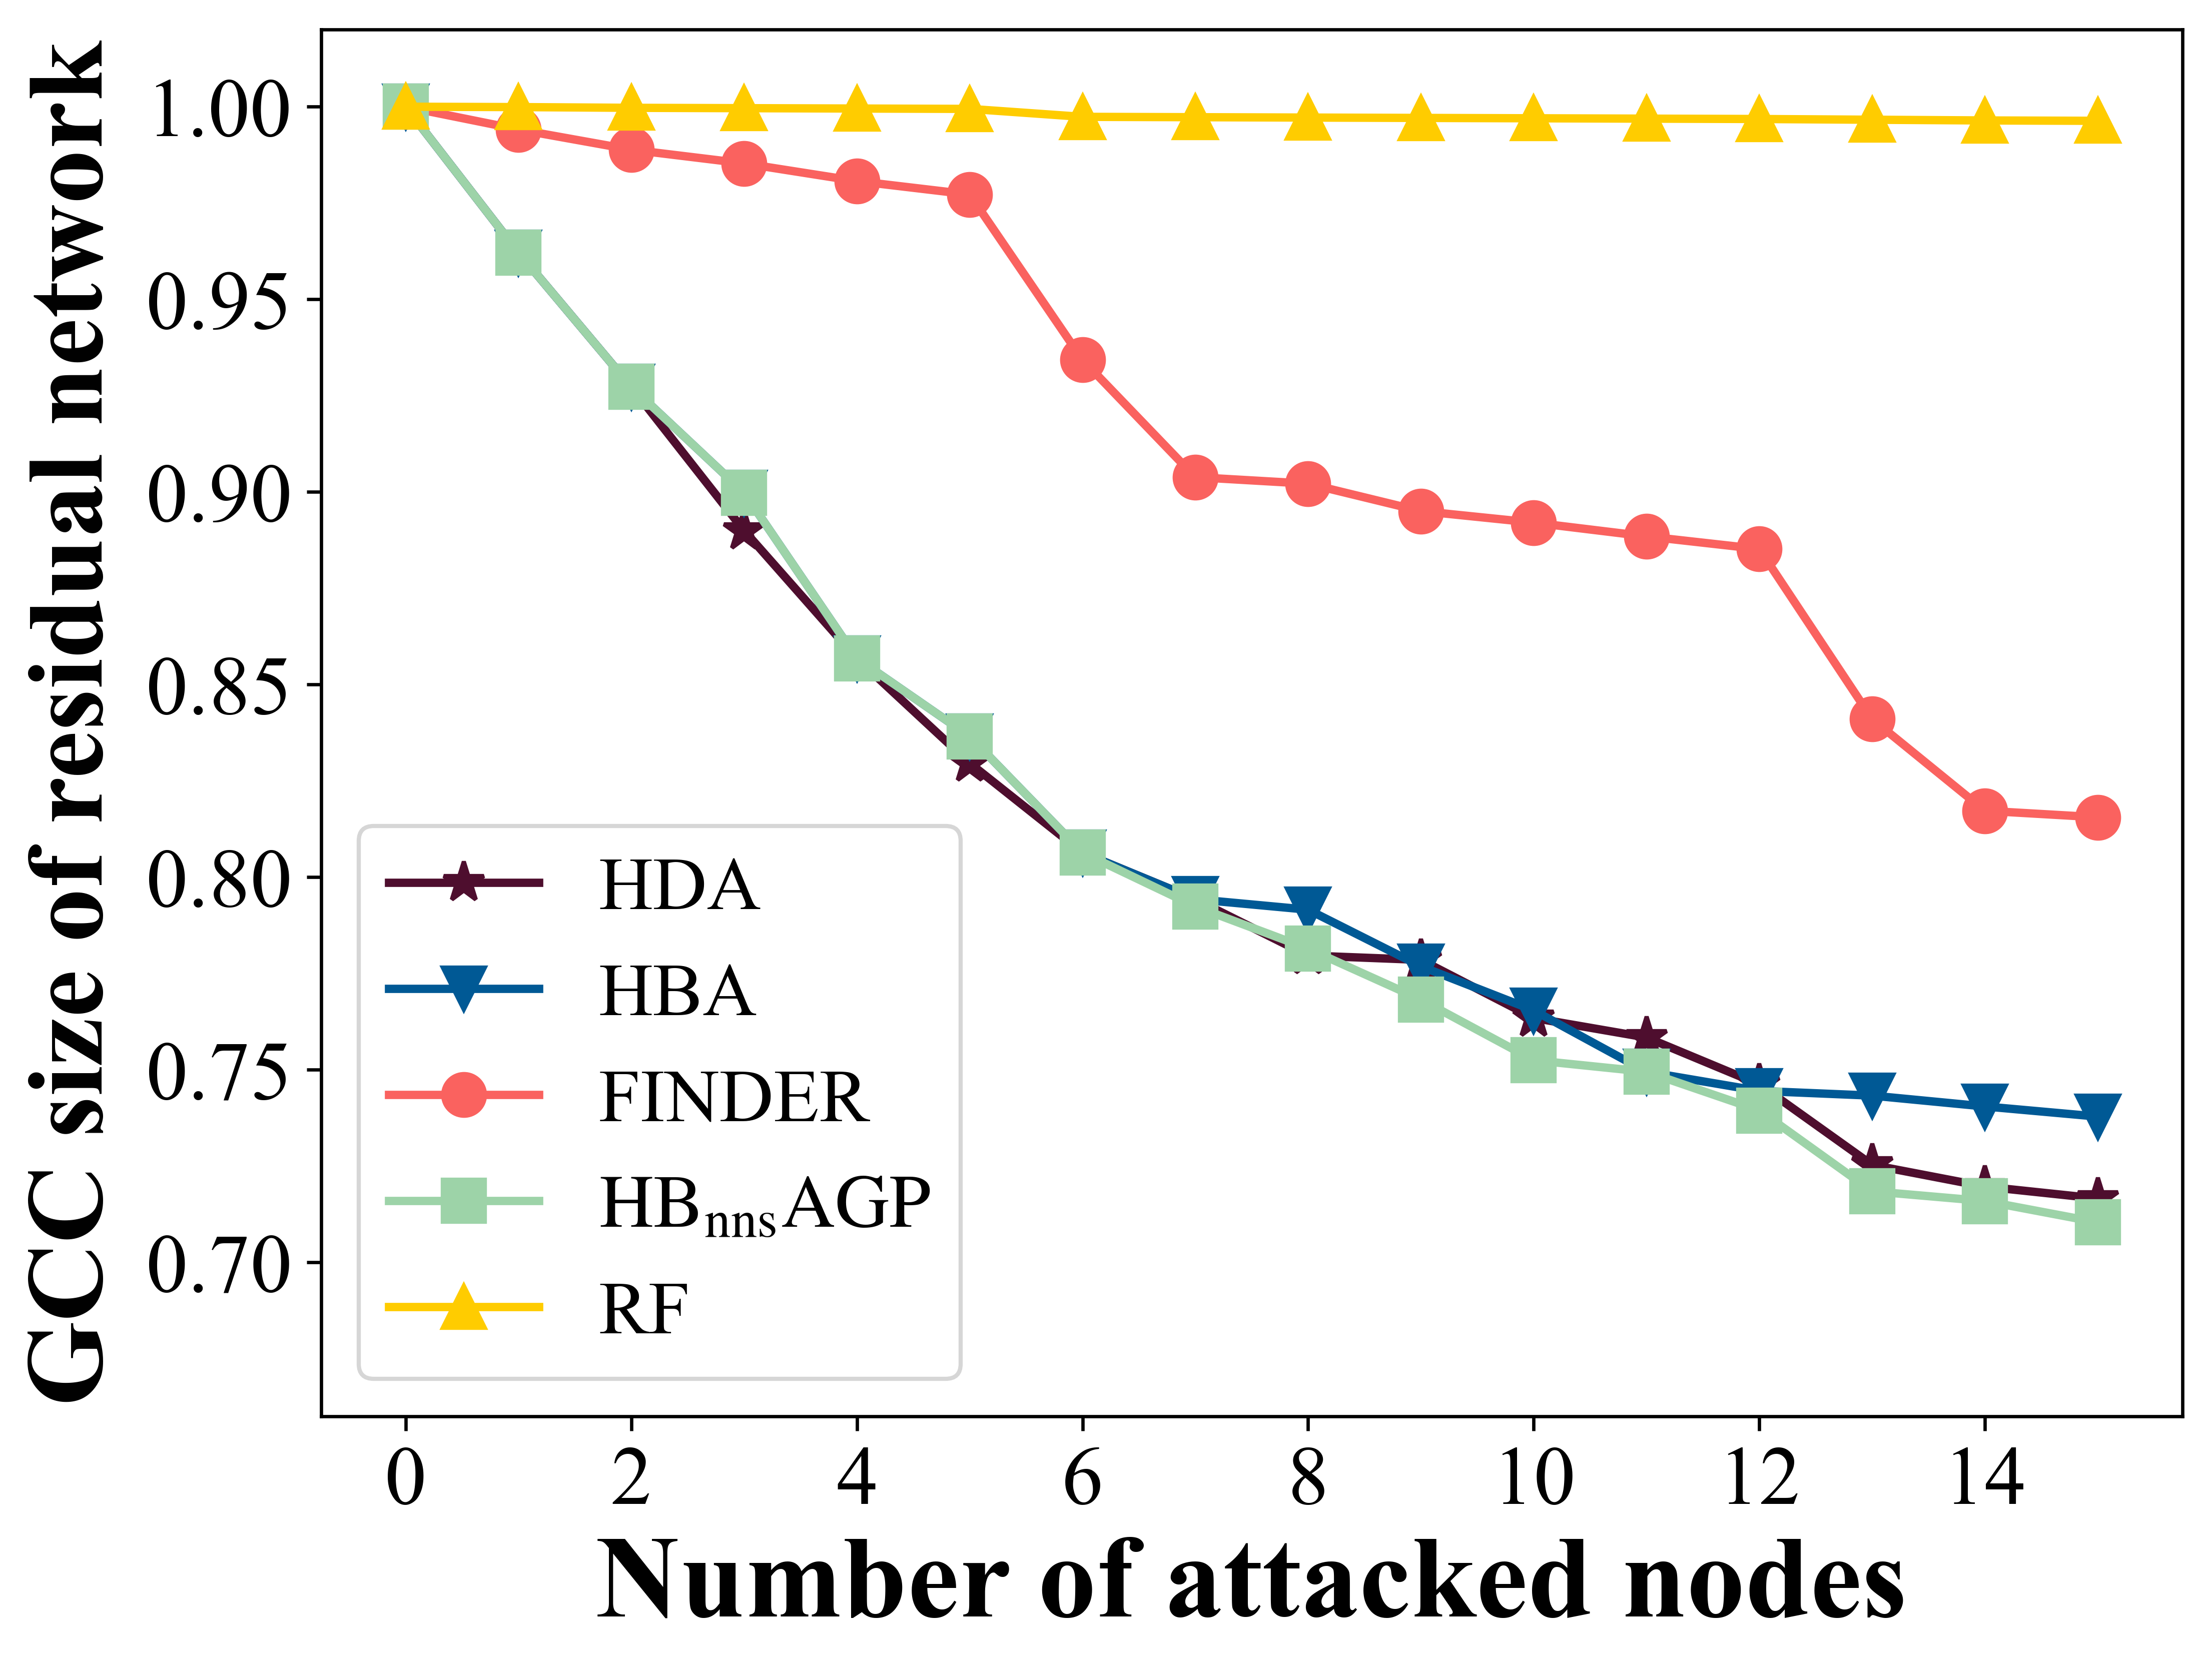 GCC size of residual network
1.00
0.95
0.90
0.85
0.80
0.75
0.70
HDA
HBA
FINDER
HBnnsAGP
RF
0 2 4 6 8 10 12 14
Number of attacked nodes